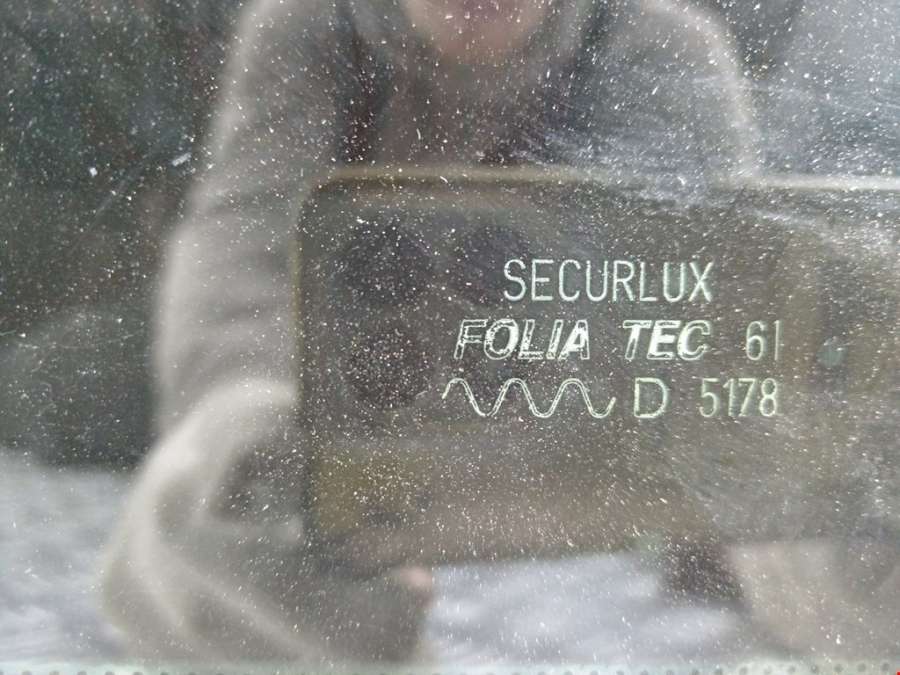 SECURLUX
FOLIA TEC 61
D 5178